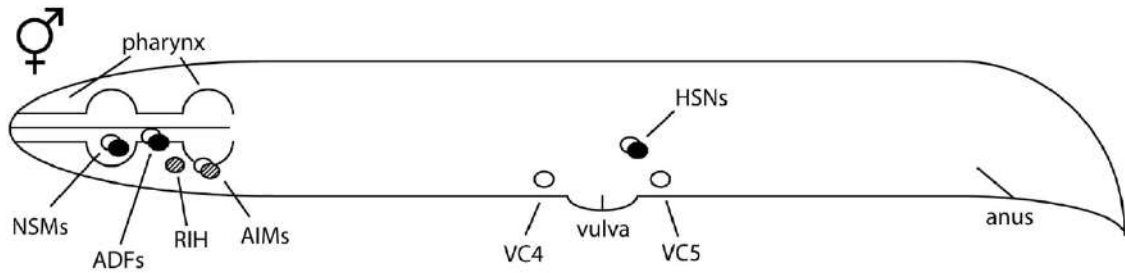 pharynx
HSNs
NSMs
ADFs
RIH
AIMs
VC4
vulva
VC5
anus